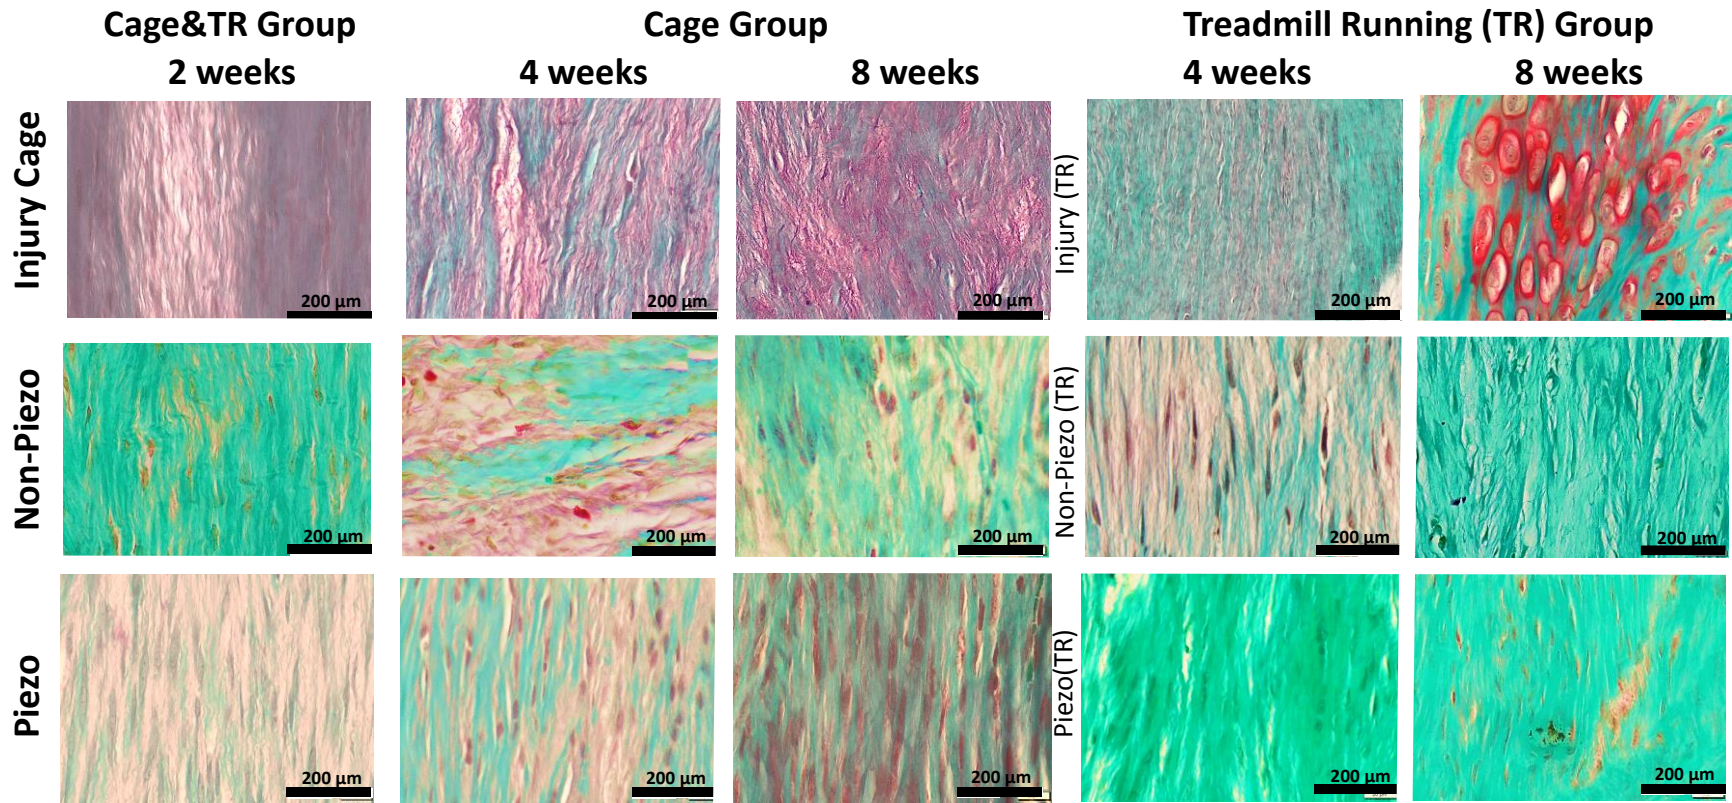 Cage&TR Group
Cage Group
Treadmill Running (TR) Group
2 weeks
4 weeks
8 weeks
4 weeks
8 weeks
Injury Cage
200 µm
200 µm
200 µm
Injury (TR)
200 µm
200 µm
Non-Piezo
200 µm
200 µm
200 µm
Non-Piezo (TR)
200 µm
200 µm
Piezo
200 µm
200 µm
200 µm
Piezo(TR)
200 µm
200 µm